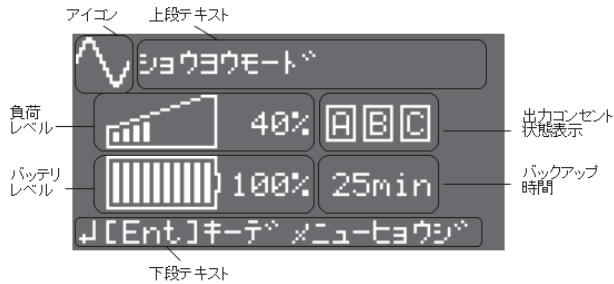 アイコン
上段テキスト
ショウヨウモード
負荷
レベル
40%
A B C
出力コンセント
状態表示
バッテリ
レベル
100%
25min
バックアップ
時間
↲[Ent.]キーデ メニューヒョウジ
下段テキスト